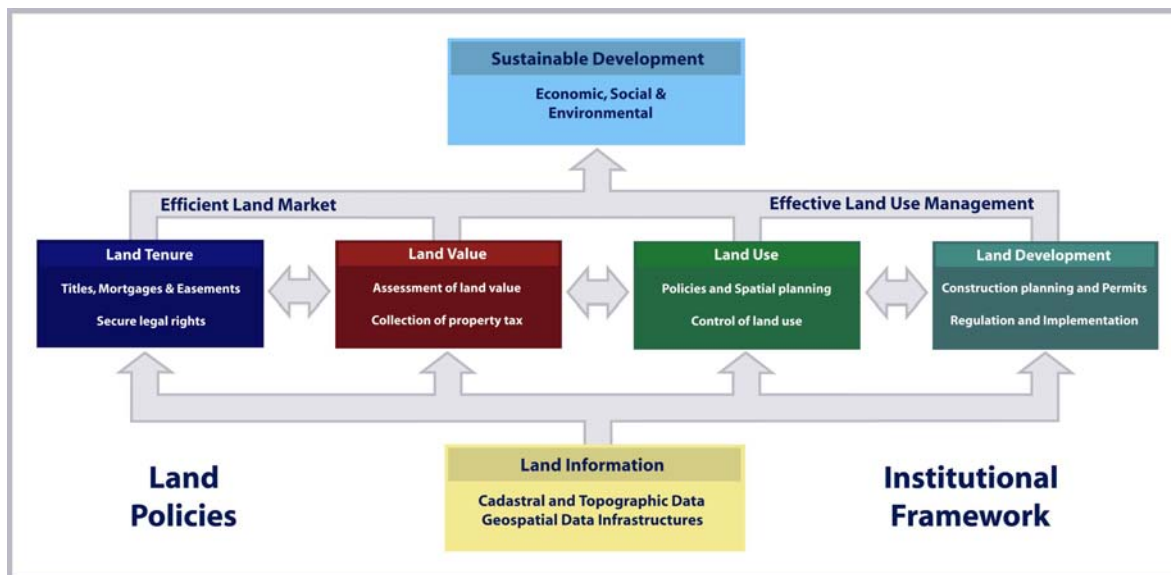 Sustainable Development
Economic, Social &
Environmental
Efficient Land Market
Effective Land Use Management
Land Tenure
Titles, Mortgages & Easements
Secure legal rights
Land Value
Assessment of land value
Collection of property tax
Land Use
Policies and Spatial planning
Control of land use
Land Development
Construction planning and Permits
Regulation and Implementation
Land
Policies
Land Information
Cadastral and Topographic Data
Geospatial Data Infrastructures
Institutional
Framework